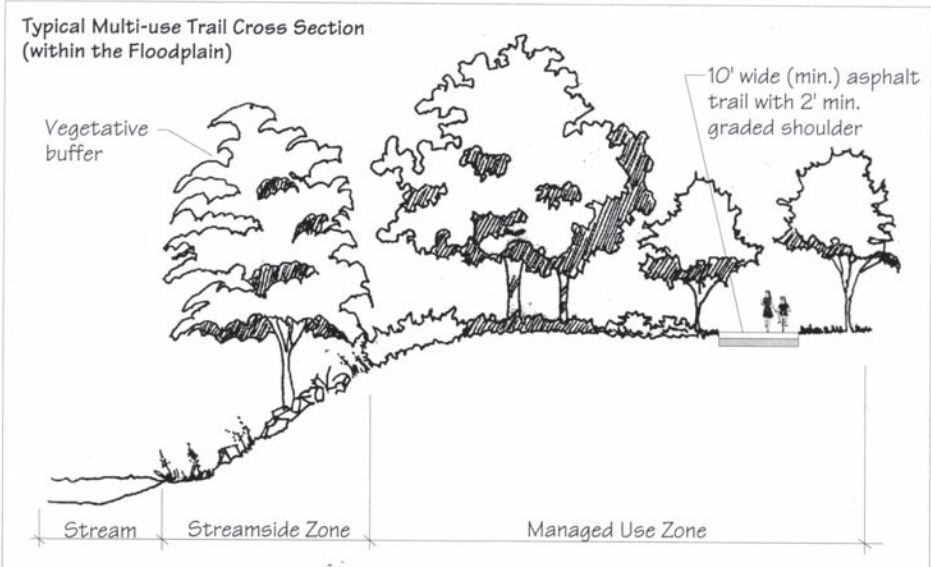 Typical Multi-use Trail Cross Section
(within the Floodplain)
Vegetative
buffer
10' wide (min.) asphalt
trail with 2' min.
graded shoulder
Stream
Streamside Zone
Managed Use Zone